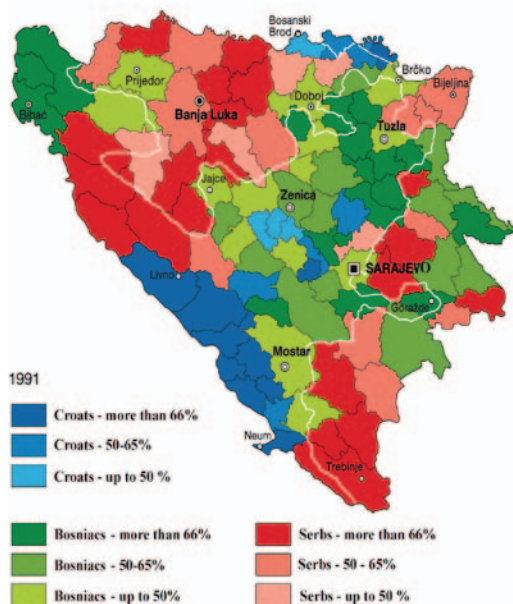 Bosanski
Brod
Prijedor
Brčko
Bijeljina
Bihać
Banja Luka
Doboj
Tuzla
Jajce
Zenica
SARAJEVO
Livno
Goražde
Mostar
1991
Croats - more than 66%
Croats - 50-65%
Neum
Trebinje
Croats - up to 50 %
Bosniacs - more than 66%
Serbs - more than 66%
Bosniacs - 50-65%
Serbs - 50 - 65%
Bosniacs - up to 50%
Serbs - up to 50 %